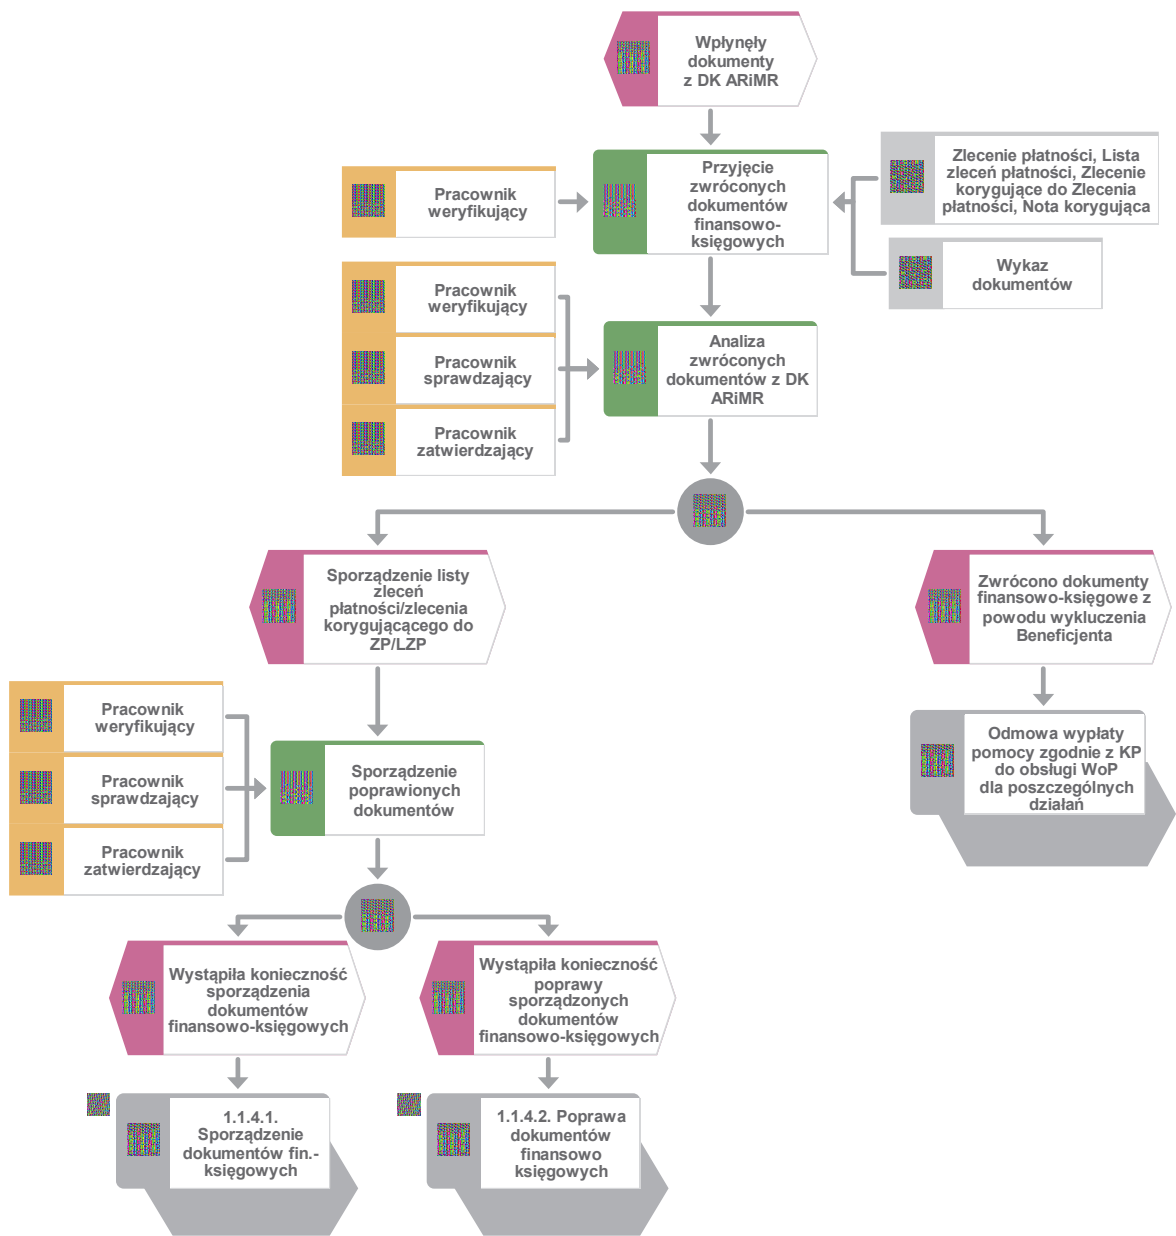 Wpłynęły
dokumenty
z DK ARiMR
Pracownik
weryfikujący
Przyjęcie
zwróconych
dokumentów
finansowo-
księgowych
Zlecenie płatności, Lista
zleceń płatności, Zlecenie
korygujące do Zlecenia
płatności, Nota korygująca
Wykaz
dokumentów
Pracownik
weryfikujący
Pracownik
sprawdzający
Pracownik
zatwierdzający
Analiza
zwróconych
dokumentów z DK
ARiMR
Sporządzenie listy
zleceń
płatności/zlecenia
korygującącego do
ZP/LZP
Zwrócono dokumenty
finansowo-księgowe z
powodu wykluczenia
Beneficjenta
Pracownik
weryfikujący
Pracownik
sprawdzający
Pracownik
zatwierdzający
Sporządzenie
poprawionych
dokumentów
Odmowa wypłaty
pomocy zgodnie z KP
do obsługi WoP
dla poszczególnych
działań
Wystąpiła konieczność
sporządzenia
dokumentów
finansowo-księgowych
Wystąpiła konieczność
poprawy
sporządzonych
dokumentów
finansowo-księgowych
1.1.4.1.
Sporządzenie
dokumentów fin.-
księgowych
1.1.4.2. Poprawa
dokumentów
finansowo
księgowych